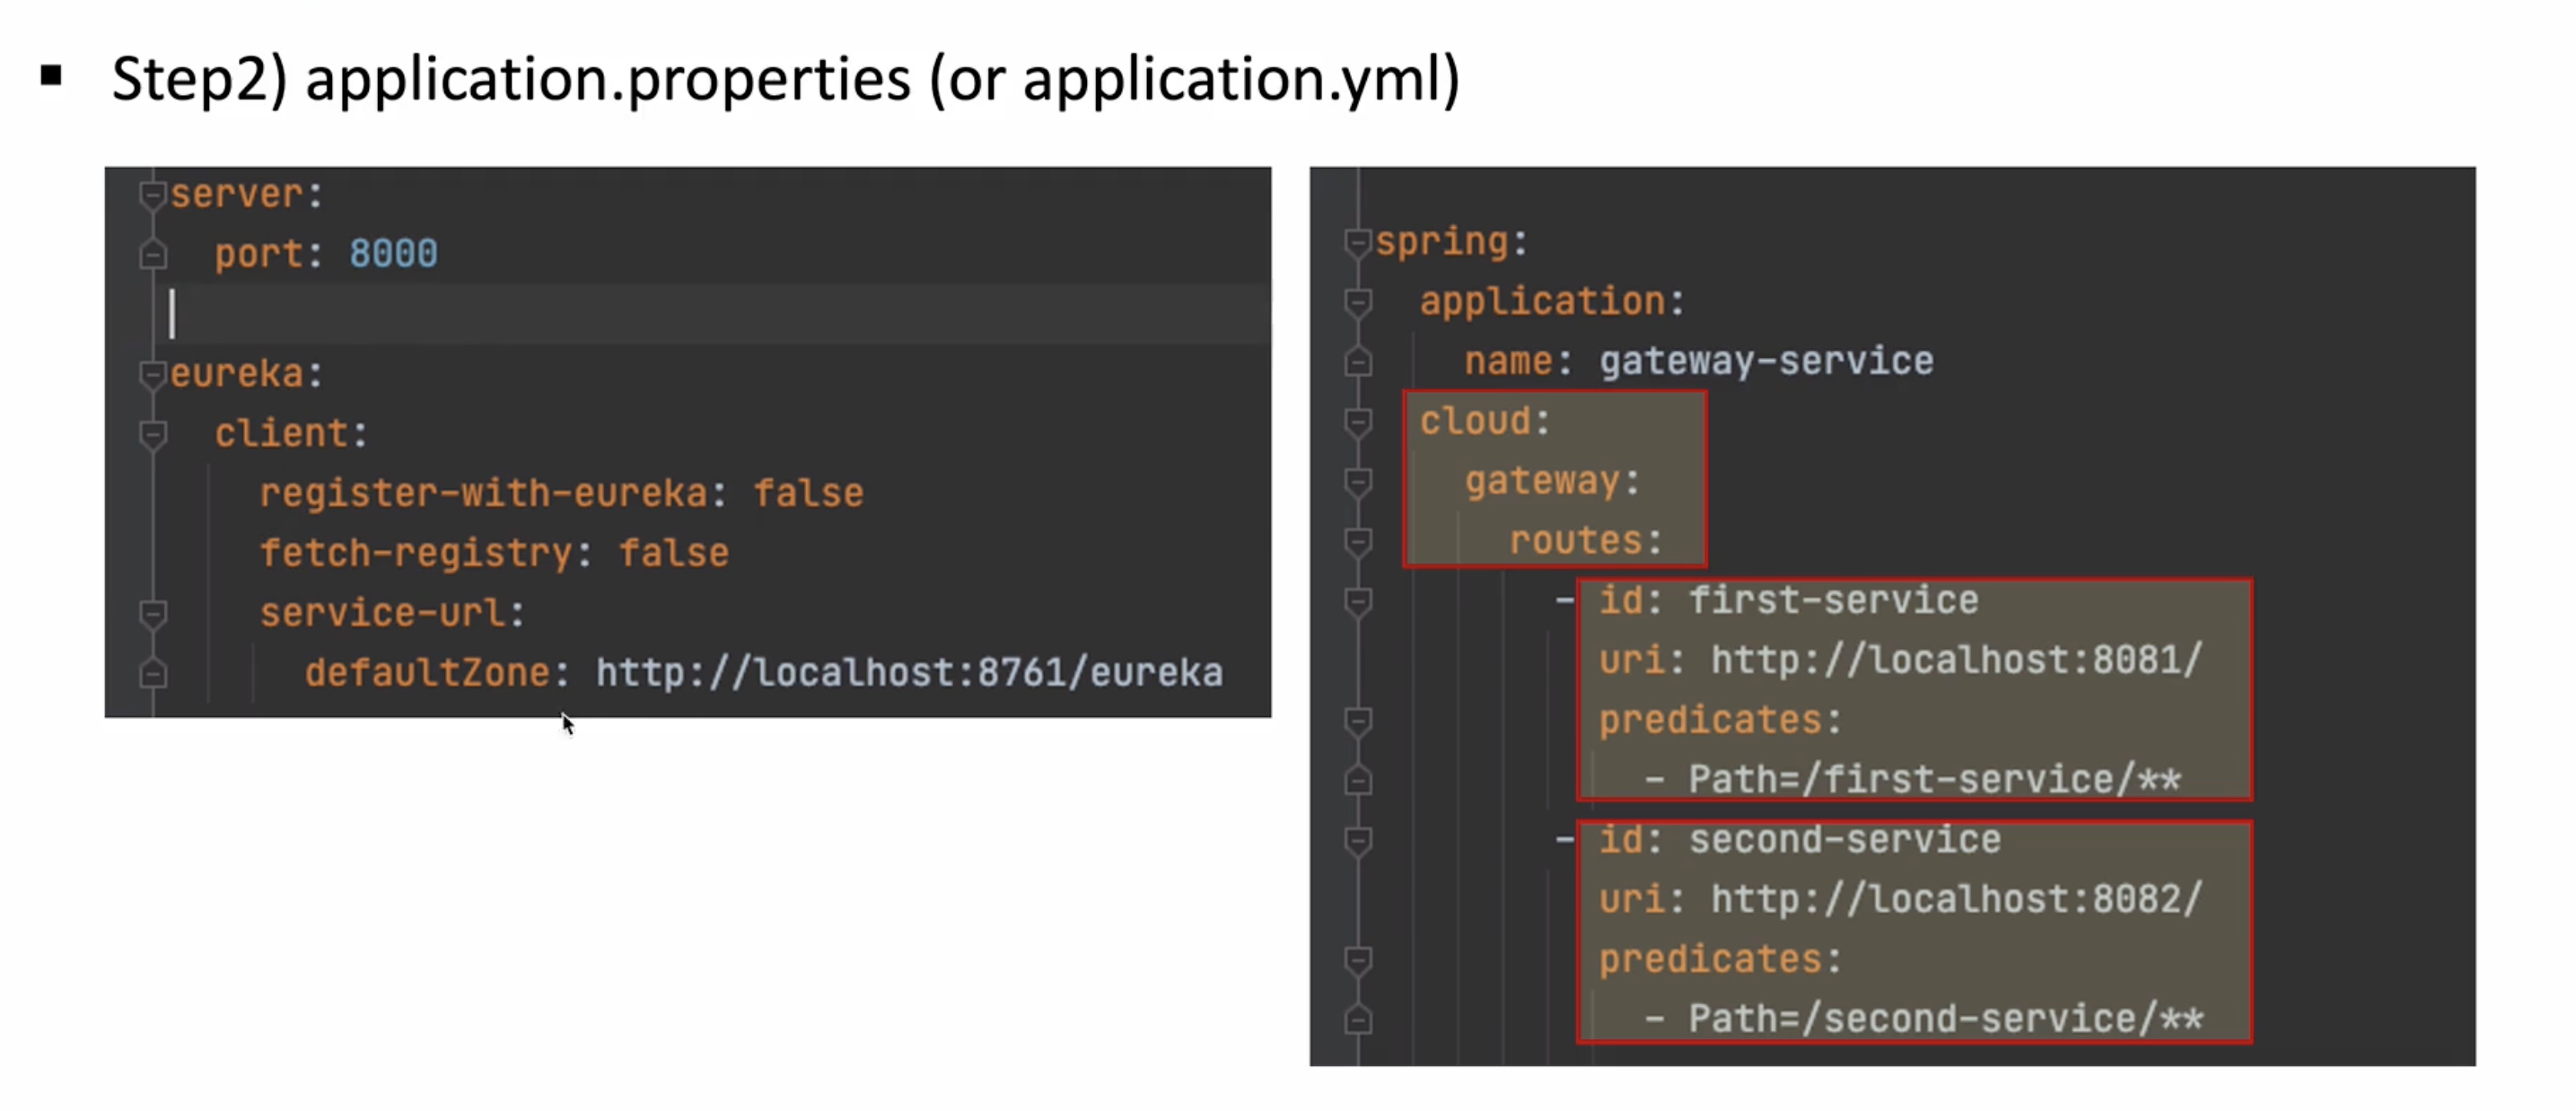 ▪ Step2) application.properties (or application.yml)
server:
  port: 8000
eureka:
  client:
    register-with-eureka: false
    fetch-registry: false
    service-url:
      defaultZone: http://localhost:8761/eureka
spring:
  application:
    name: gateway-service
  cloud:
    gateway:
      routes:
        - id: first-service
          uri: http://localhost:8081/
          predicates:
            - Path=/first-service/**
        - id: second-service
          uri: http://localhost:8082/
          predicates:
            - Path=/second-service/**